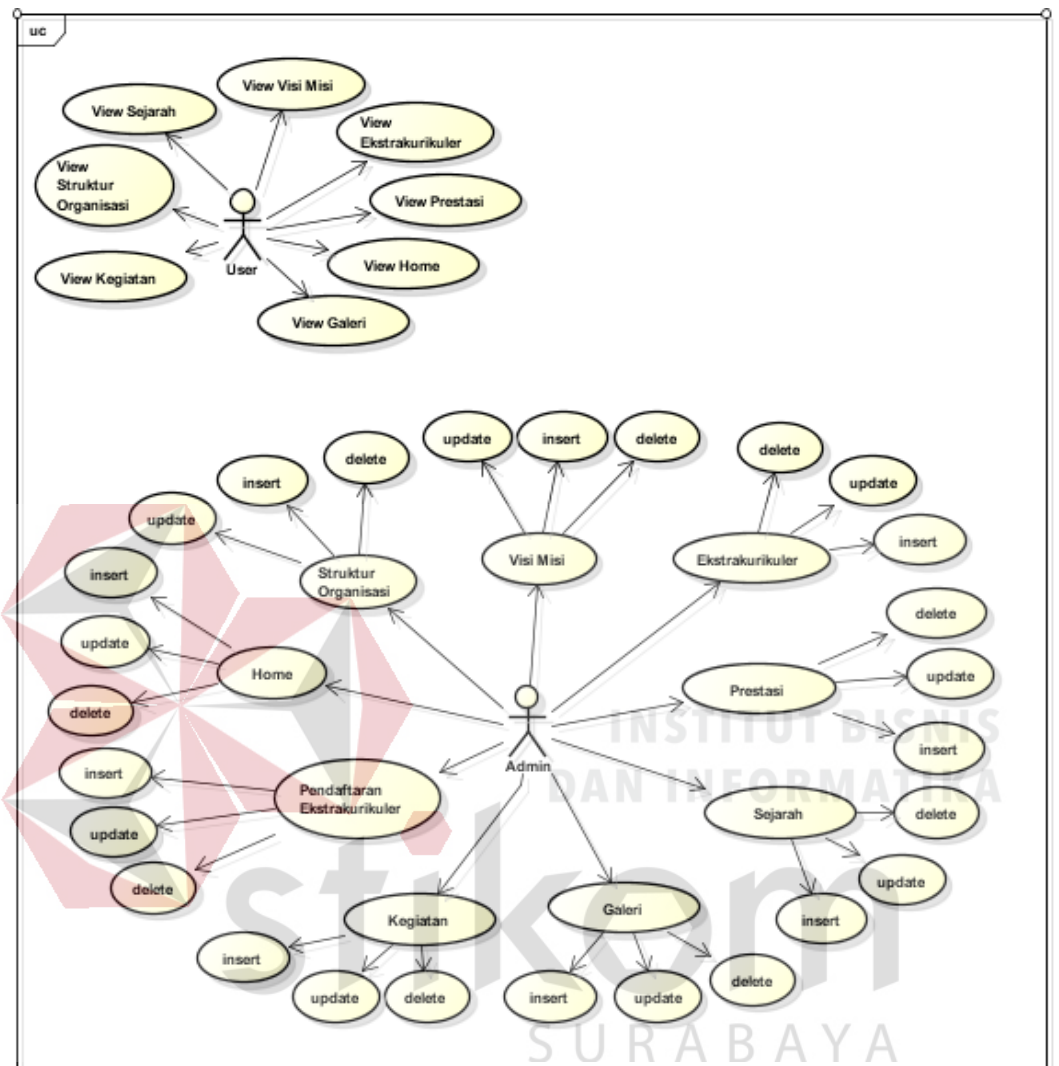 uc
View Visi Misi
View Sejarah
View
Ekstrakurikuler
View
Struktur
Organisasi
View Prestasi
View Kegiatan
User
View Home
View Galeri
update
insert
delete
delete
insert
delete
update
update
insert
Visi Misi
Ekstrakurikuler
Struktur
Organisasi
insert
delete
update
Home
Prestasi
update
delete
INSTITUT BISNIS
insert
Admin
DAN INFORMATIKA
insert
Pendaftaran
Ekstrakurikuler
Sejarah
delete
update
delete
update
stikom
Kegiatan
Galeri
insert
insert
update
delete
insert
update
delete
SURABAYA